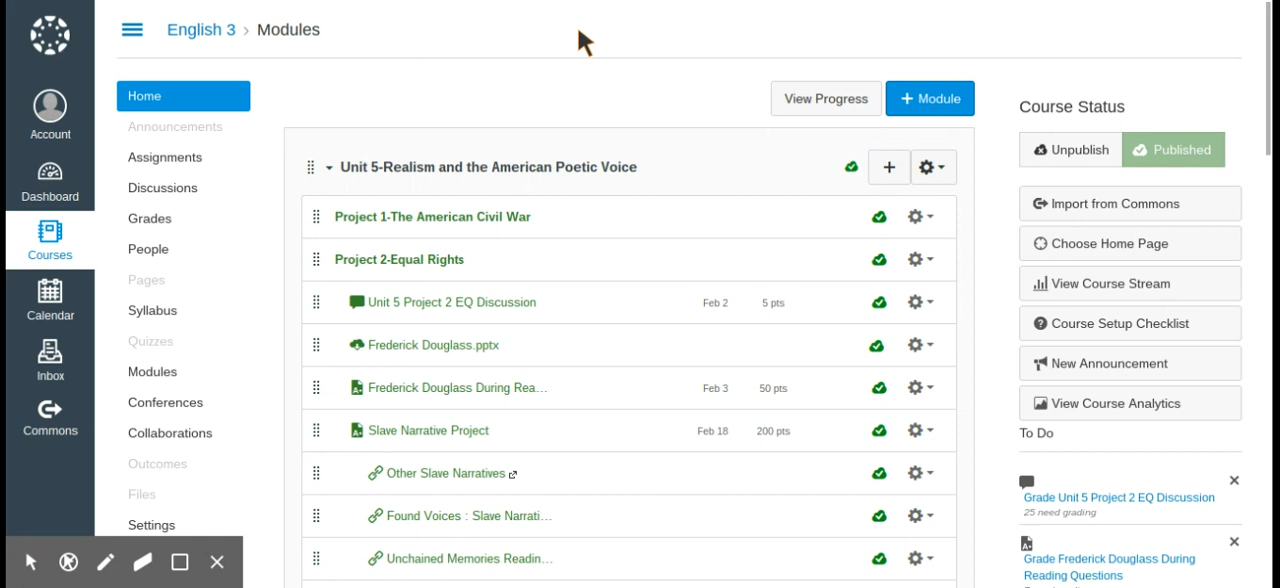 English 3 › Modules
Account
Dashboard
Courses
Calendar
Inbox
Commons
Home
Announcements
Assignments
Discussions
Grades
People
Pages
Syllabus
Quizzes
Modules
Conferences
Collaborations
Outcomes
Files
Settings
View Progress
+ Module
Unit 5-Realism and the American Poetic Voice
Project 1-The American Civil War
Project 2-Equal Rights
Unit 5 Project 2 EQ Discussion Feb 2 5 pts
Frederick Douglass.pptx
Frederick Douglass During Rea… Feb 3 50 pts
Slave Narrative Project Feb 18 200 pts
Other Slave Narratives
Found Voices : Slave Narrati…
Unchained Memories Readin…
Course Status
Unpublish
Published
Import from Commons
Choose Home Page
View Course Stream
Course Setup Checklist
New Announcement
View Course Analytics
To Do
Grade Unit 5 Project 2 EQ Discussion
25 need grading
Grade Frederick Douglass During
Reading Questions